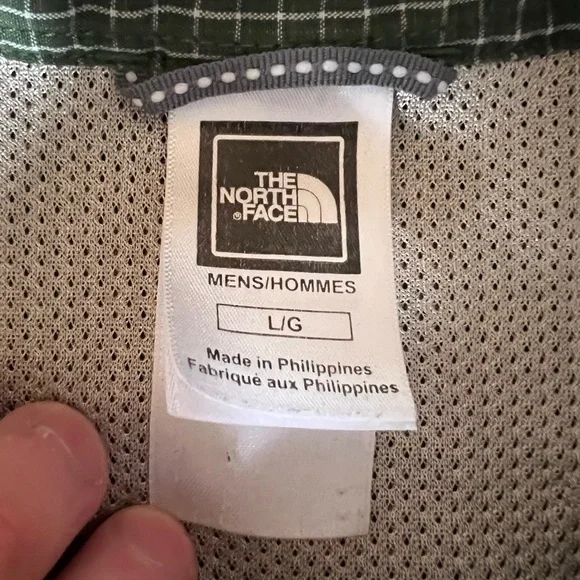 THE
NORTH
® FACE
MENS/HOMMES
L/G
Made in Philippines
Fabriqué aux Philippines